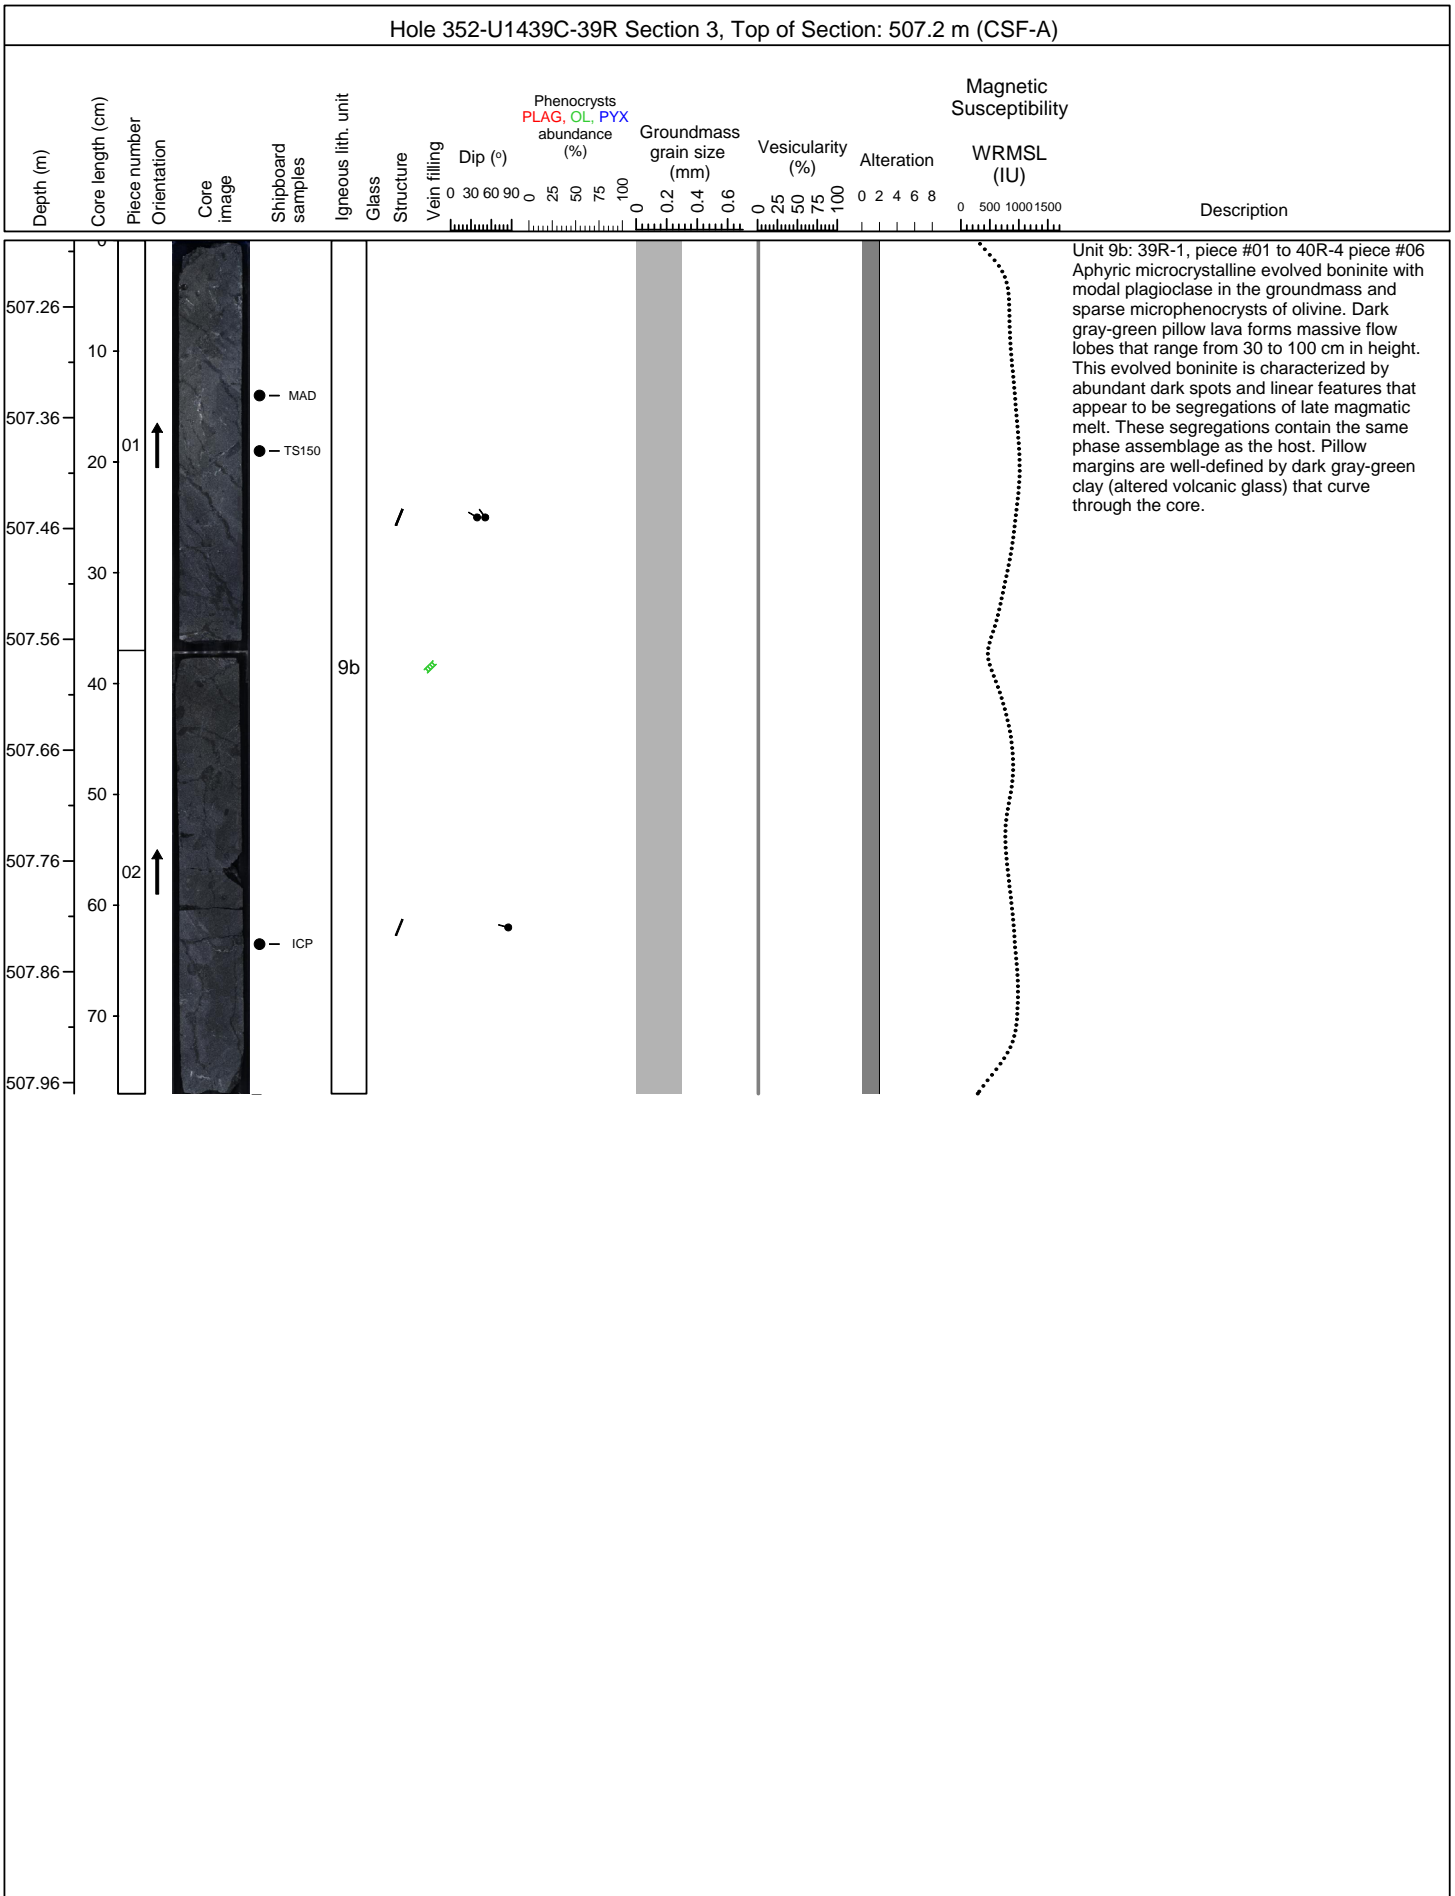 Hole 352-U1439C-39R Section 3, Top of Section: 507.2 m (CSF-A)
Depth (m)
Core length (cm)
Piece number
Orientation
Core
image
Shipboard
samples
Igneous lith. unit
Glass
Structure
Vein filling
Dip (o)
0 30 60 90
Phenocrysts
PLAG, OL, PYX
abundance
(%)
0 25 50 75 100
Groundmass
grain size
(mm)
0 0.2 0.4 0.6
Vesicularity
(%)
0 25 50 75 100
Alteration
0 2 4 6 8
Magnetic
Susceptibility
WRMSL
(IU)
0 500 1000 1500
Description
0
507.26
10
507.36
20
507.46
30
507.56
40
507.66
50
507.76
60
507.86
70
507.96
01
02
MAD
TS150
ICP
9b
Unit 9b: 39R-1, piece #01 to 40R-4 piece #06
Aphyric microcrystalline evolved boninite with
modal plagioclase in the groundmass and
sparse microphenocrysts of olivine. Dark
gray-green pillow lava forms massive flow
lobes that range from 30 to 100 cm in height.
This evolved boninite is characterized by
abundant dark spots and linear features that
appear to be segregations of late magmatic
melt. These segregations contain the same
phase assemblage as the host. Pillow
margins are well-defined by dark gray-green
clay (altered volcanic glass) that curve
through the core.